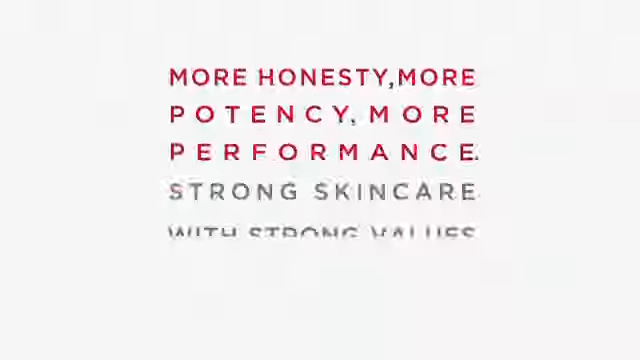 MORE HONESTY, MORE
POTENCY, MORE
PERFORMANCE.
STRONG SKINCARE
WITH STRONG VALUES